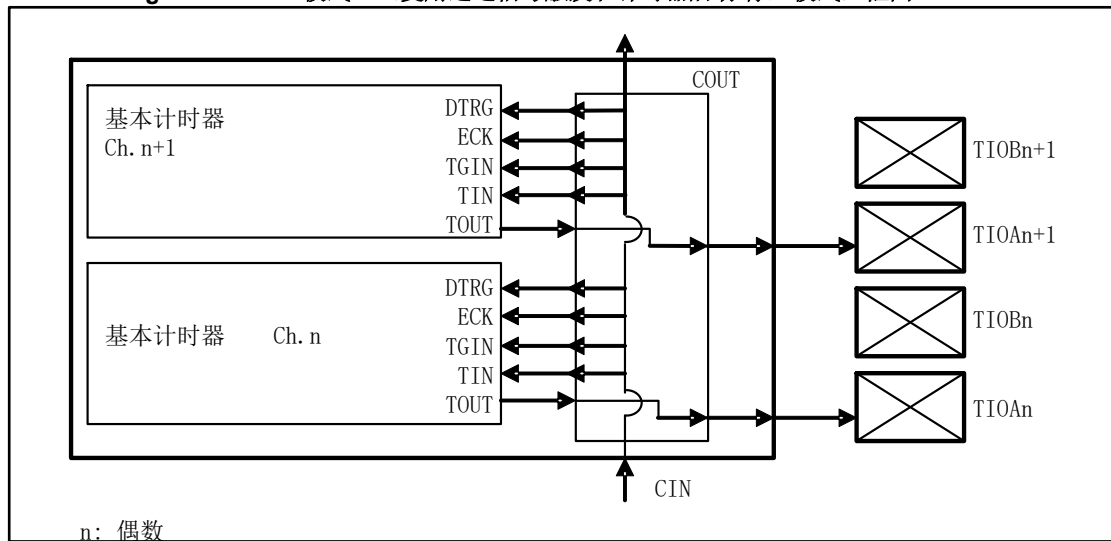 COUT
基本计时器
Ch.n+1
DTRG
ECK
TGIN
TIN
TOUT
TIOBn+1
TIOAn+1
基本计时器 Ch.n
DTRG
ECK
TGIN
TIN
TOUT
TIOBn
TIOAn
CIN
n: 偶数